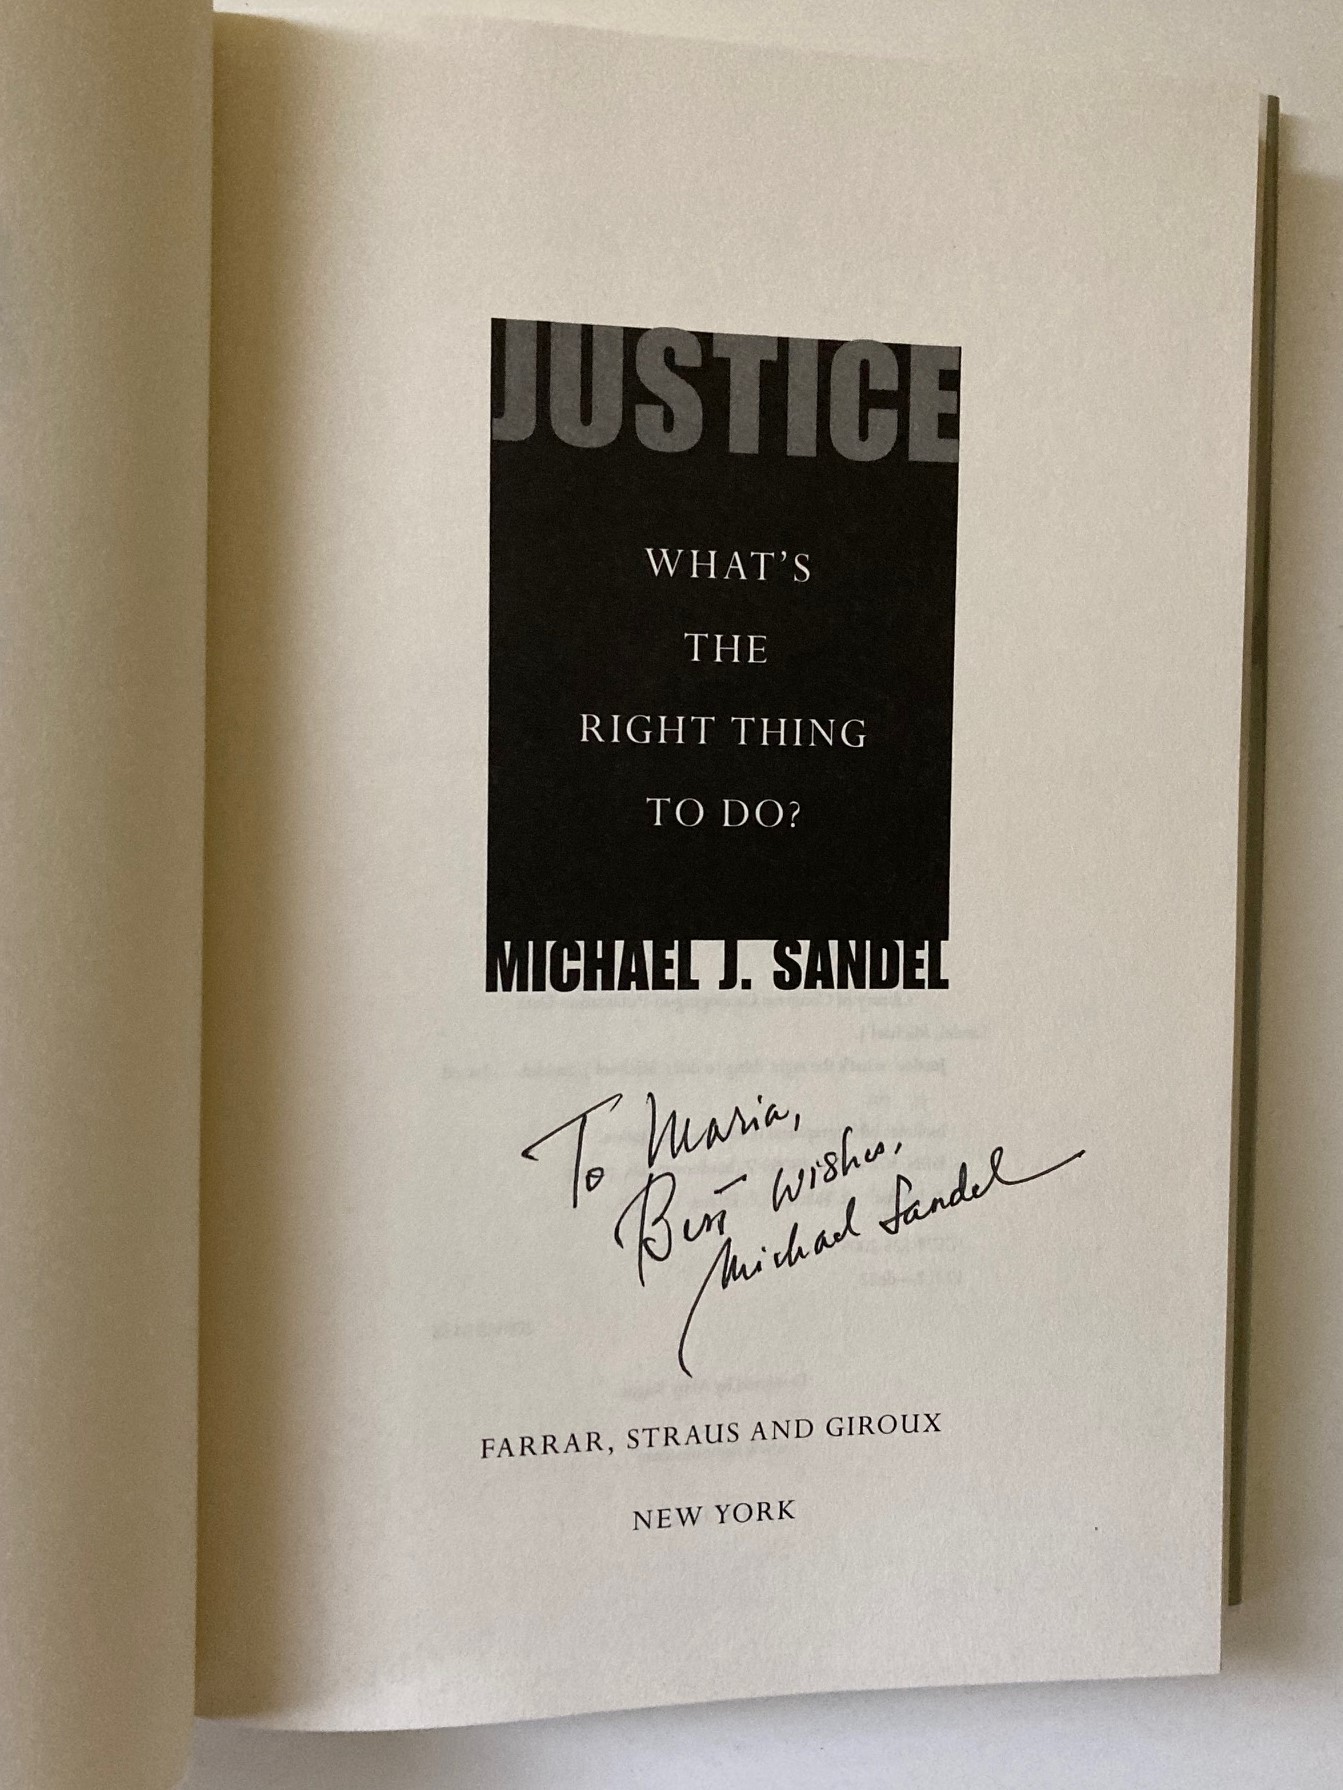 JUSTICE
WHAT'S
THE
RIGHT THING
TO DO?
MICHAEL J. SANDEL
To Maria,
Best wishes,
Michael Sandel
FARRAR, STRAUS AND GIROUX
NEW YORK